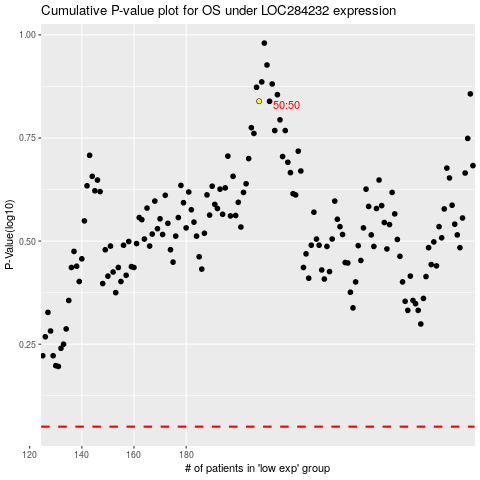 Cumulative P-value plot for OS under LOC284232 expression
P-Value(log10)
1.00
0.75
0.50
0.25
50:50
120 140 160 180
# of patients in 'low exp' group